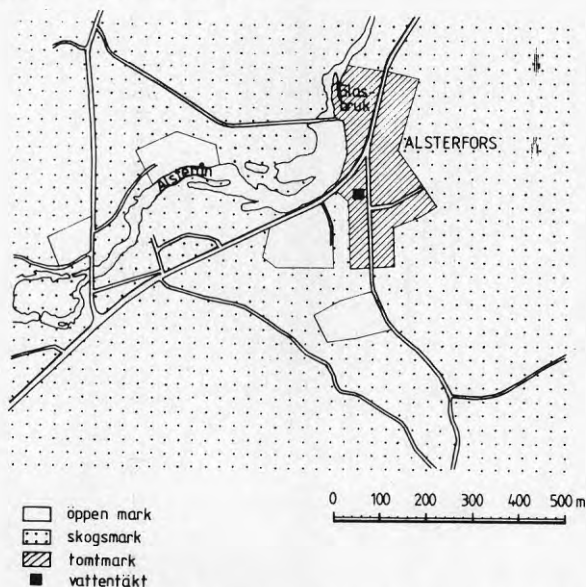 Glas-
bruk
ALSTERFORS
Alsterån
öppen mark
skogsmark
tomtmark
vattentäkt
0 100 200 300 400 500 m